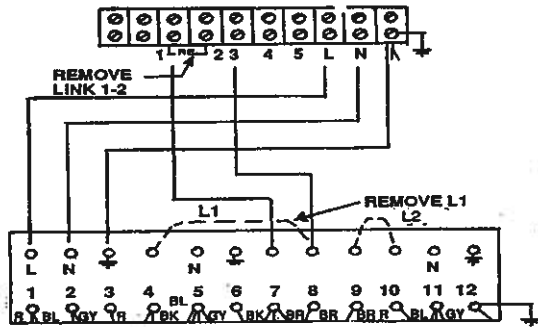 1 2 3 4 5 L N
REMOVE
LINK 1-2
REMOVE L1
L1 L2
L N N N
1 2 3 4 5 6 7 8 9 10 11 12
BL
R BL GY R BK GY BK BR BR BR R BL GY